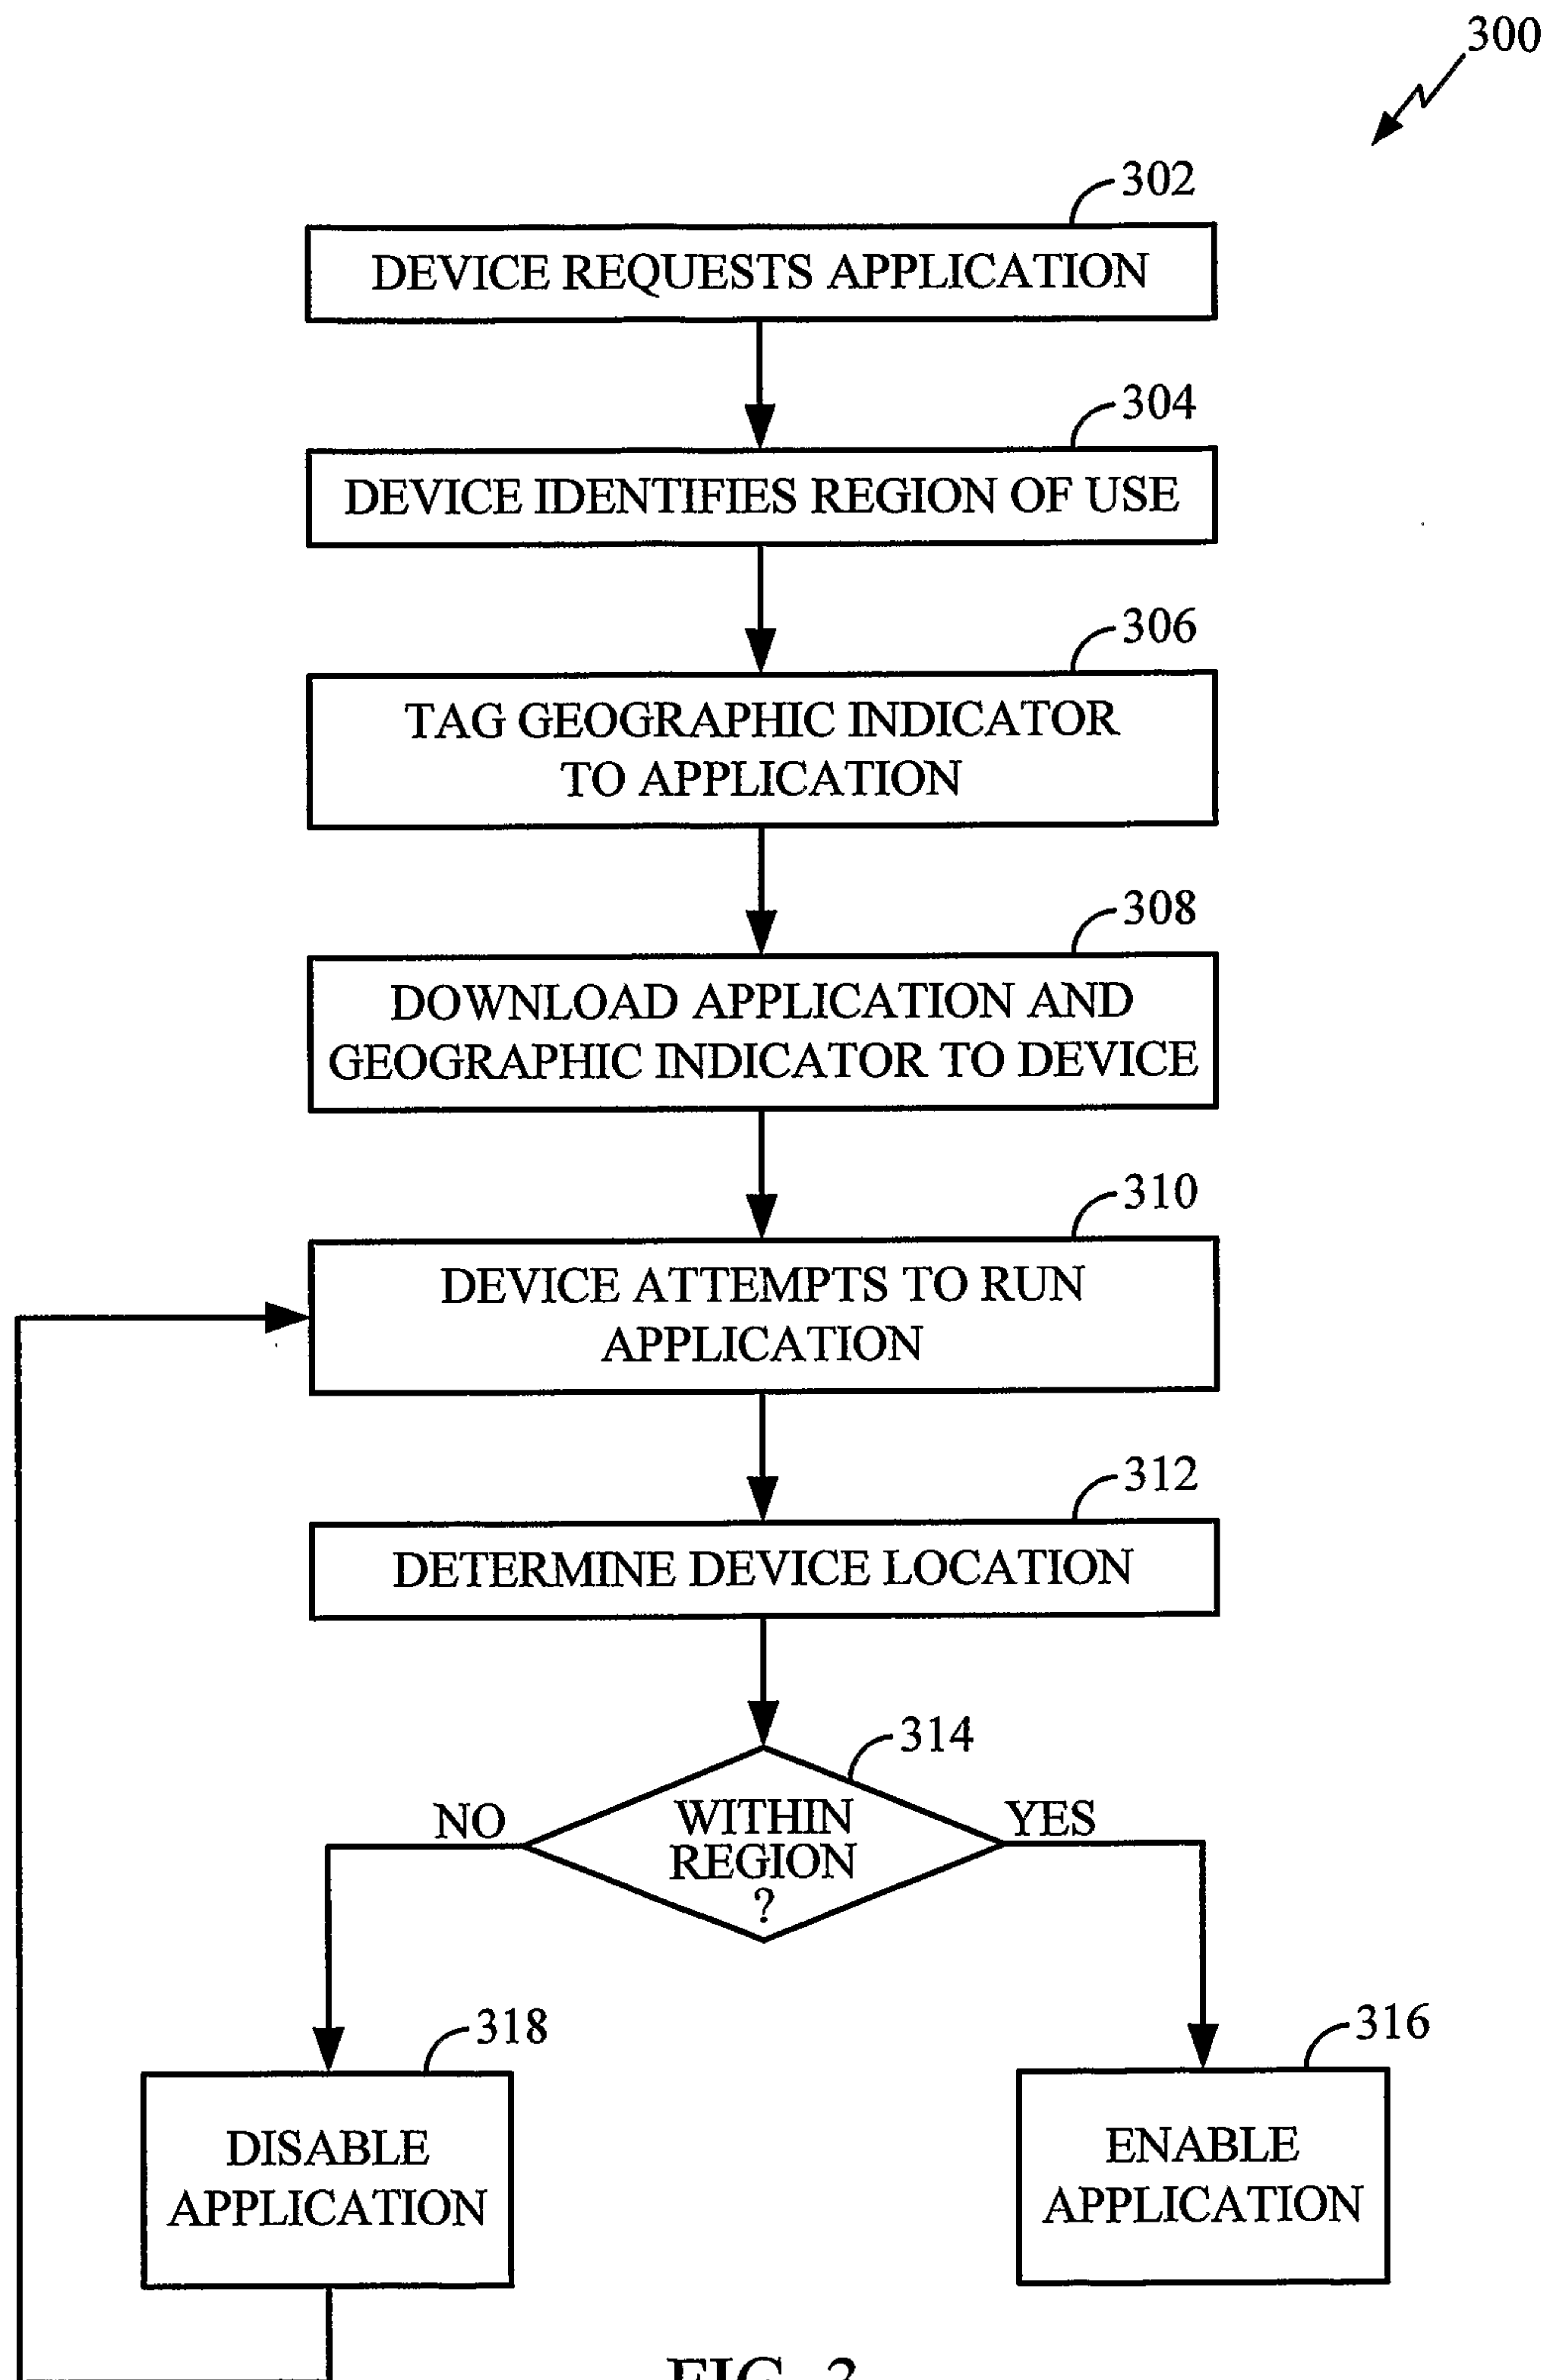 300
302
DEVICE REQUESTS APPLICATION
304
DEVICE IDENTIFIES REGION OF USE
306
TAG GEOGRAPHIC INDICATOR
TO APPLICATION
308
DOWNLOAD APPLICATION AND
GEOGRAPHIC INDICATOR TO DEVICE
310
DEVICE ATTEMPTS TO RUN
APPLICATION
312
DETERMINE DEVICE LOCATION
314
NO
WITHIN
REGION
?
YES
318
DISABLE
APPLICATION
316
ENABLE
APPLICATION
FIG. 3